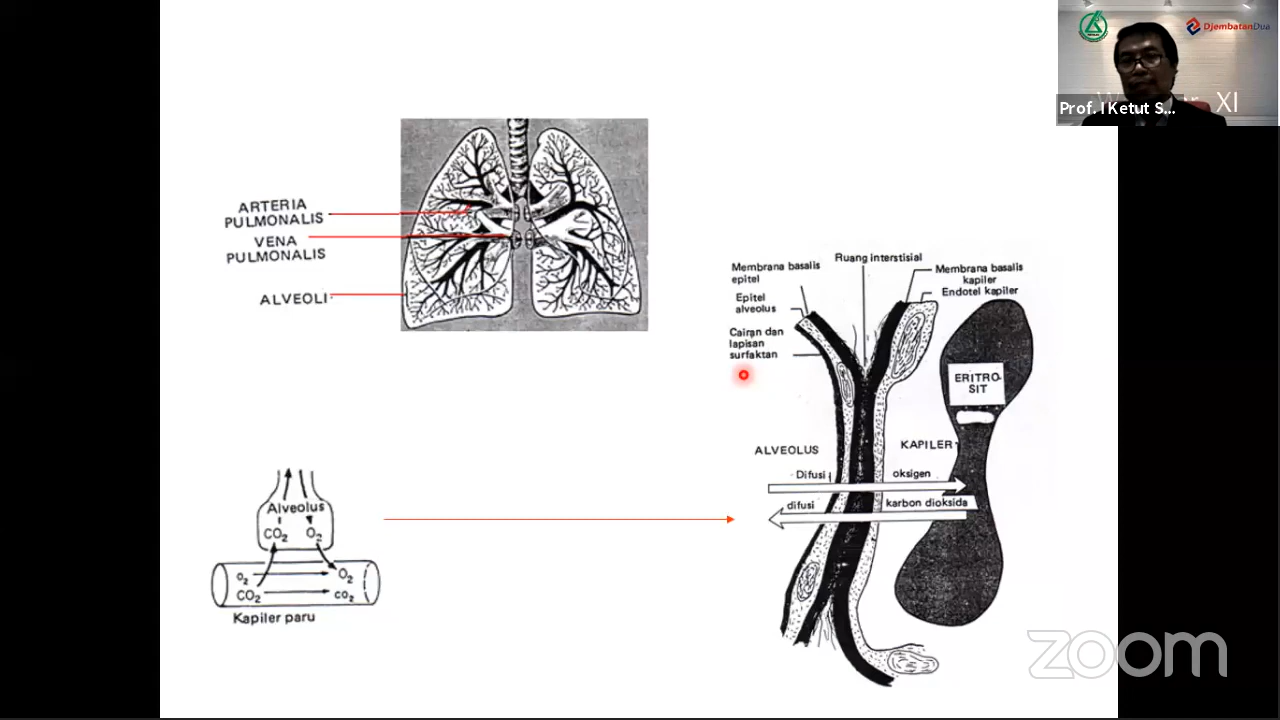 DjembatanDua
XI
Prof. I Ketut S...
ARTERIA
PULMONALIS
VENA
PULMONALIS
ALVEOLI
Ruang interstisial
Membrana basalis
epitel
Membrana basalis
kapiler
Endotel kapiler
Epitel
alveolus
Cairan dan
lapisan
surfaktan
ERITRO-
SIT
ALVEOLUS
KAPILER
Difusi
oksigen
difusi
karbon dioksida
Alveolus
CO2 O2
O2 O2
CO2 CO2
Kapiler paru
zoom